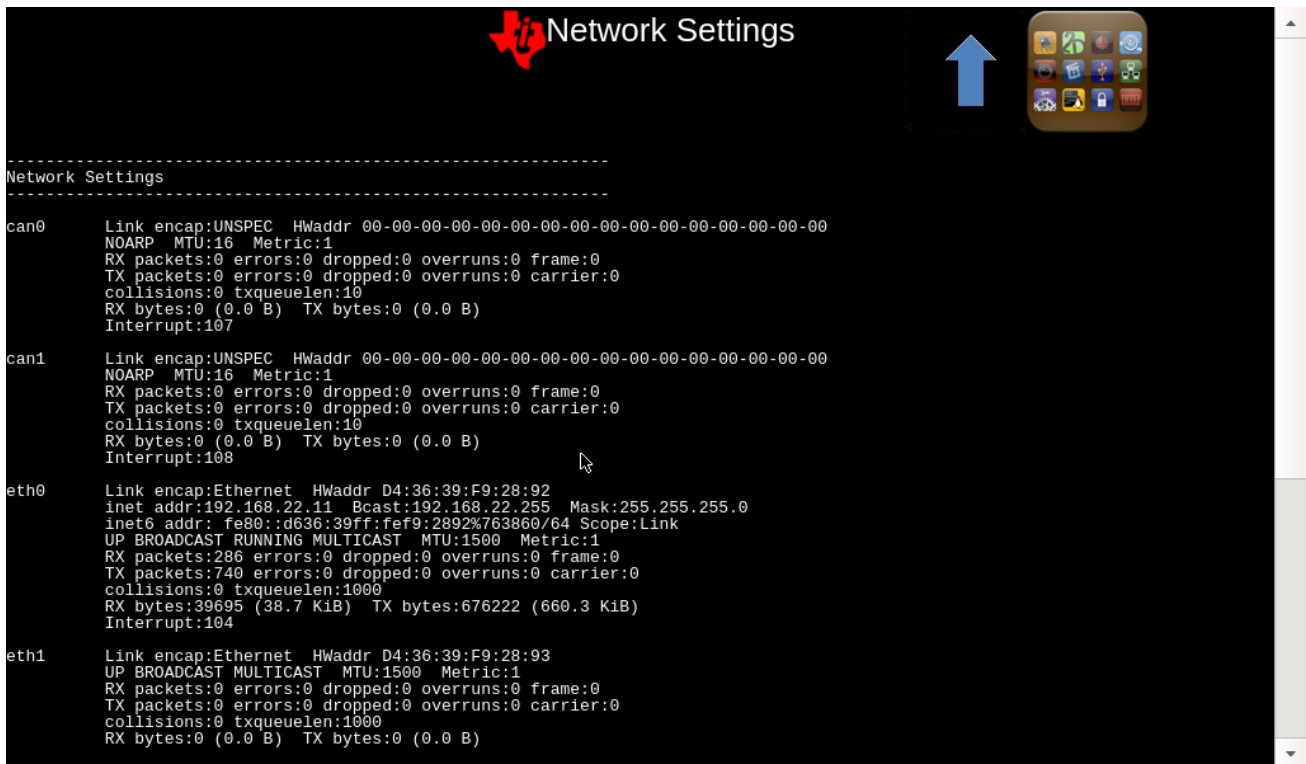 Network Settings
-------------------------------------------------------------
Network Settings
-------------------------------------------------------------
can0      Link encap:UNSPEC  HWaddr 00-00-00-00-00-00-00-00-00-00-00-00-00-00-00-00
          NOARP  MTU:16  Metric:1
          RX packets:0 errors:0 dropped:0 overruns:0 frame:0
          TX packets:0 errors:0 dropped:0 overruns:0 carrier:0
          collisions:0 txqueuelen:10
          RX bytes:0 (0.0 B)  TX bytes:0 (0.0 B)
          Interrupt:107
can1      Link encap:UNSPEC  HWaddr 00-00-00-00-00-00-00-00-00-00-00-00-00-00-00-00
          NOARP  MTU:16  Metric:1
          RX packets:0 errors:0 dropped:0 overruns:0 frame:0
          TX packets:0 errors:0 dropped:0 overruns:0 carrier:0
          collisions:0 txqueuelen:10
          RX bytes:0 (0.0 B)  TX bytes:0 (0.0 B)
          Interrupt:108
eth0      Link encap:Ethernet  HWaddr D4:36:39:F9:28:92
          inet addr:192.168.22.11  Bcast:192.168.22.255  Mask:255.255.255.0
          inet6 addr: fe80::d636:39ff:fef9:2892%763860/64 Scope:Link
          UP BROADCAST RUNNING MULTICAST  MTU:1500  Metric:1
          RX packets:286 errors:0 dropped:0 overruns:0 frame:0
          TX packets:740 errors:0 dropped:0 overruns:0 carrier:0
          collisions:0 txqueuelen:1000
          RX bytes:39695 (38.7 KiB)  TX bytes:676222 (660.3 KiB)
          Interrupt:104
eth1      Link encap:Ethernet  HWaddr D4:36:39:F9:28:93
          UP BROADCAST MULTICAST  MTU:1500  Metric:1
          RX packets:0 errors:0 dropped:0 overruns:0 frame:0
          TX packets:0 errors:0 dropped:0 overruns:0 carrier:0
          collisions:0 txqueuelen:1000
          RX bytes:0 (0.0 B)  TX bytes:0 (0.0 B)